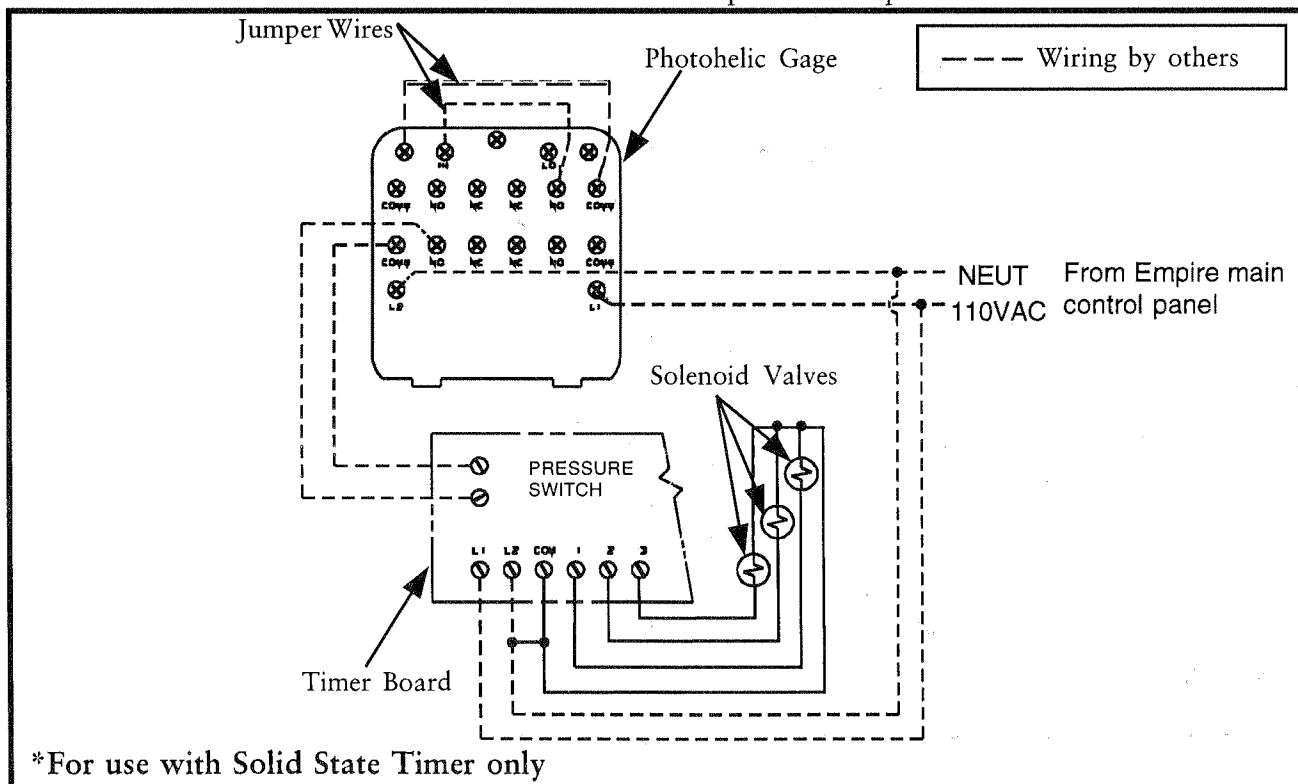 Jumper Wires
Photohelic Gage
Wiring by others
HI LO
COM NO NC NC NO COM
COM NO NC NC NO COM
L2 L1
NEUT
110VAC
From Empire main
control panel
Solenoid Valves
PRESSURE
SWITCH
L1 L2 COM 1 2 3
Timer Board
*For use with Solid State Timer only